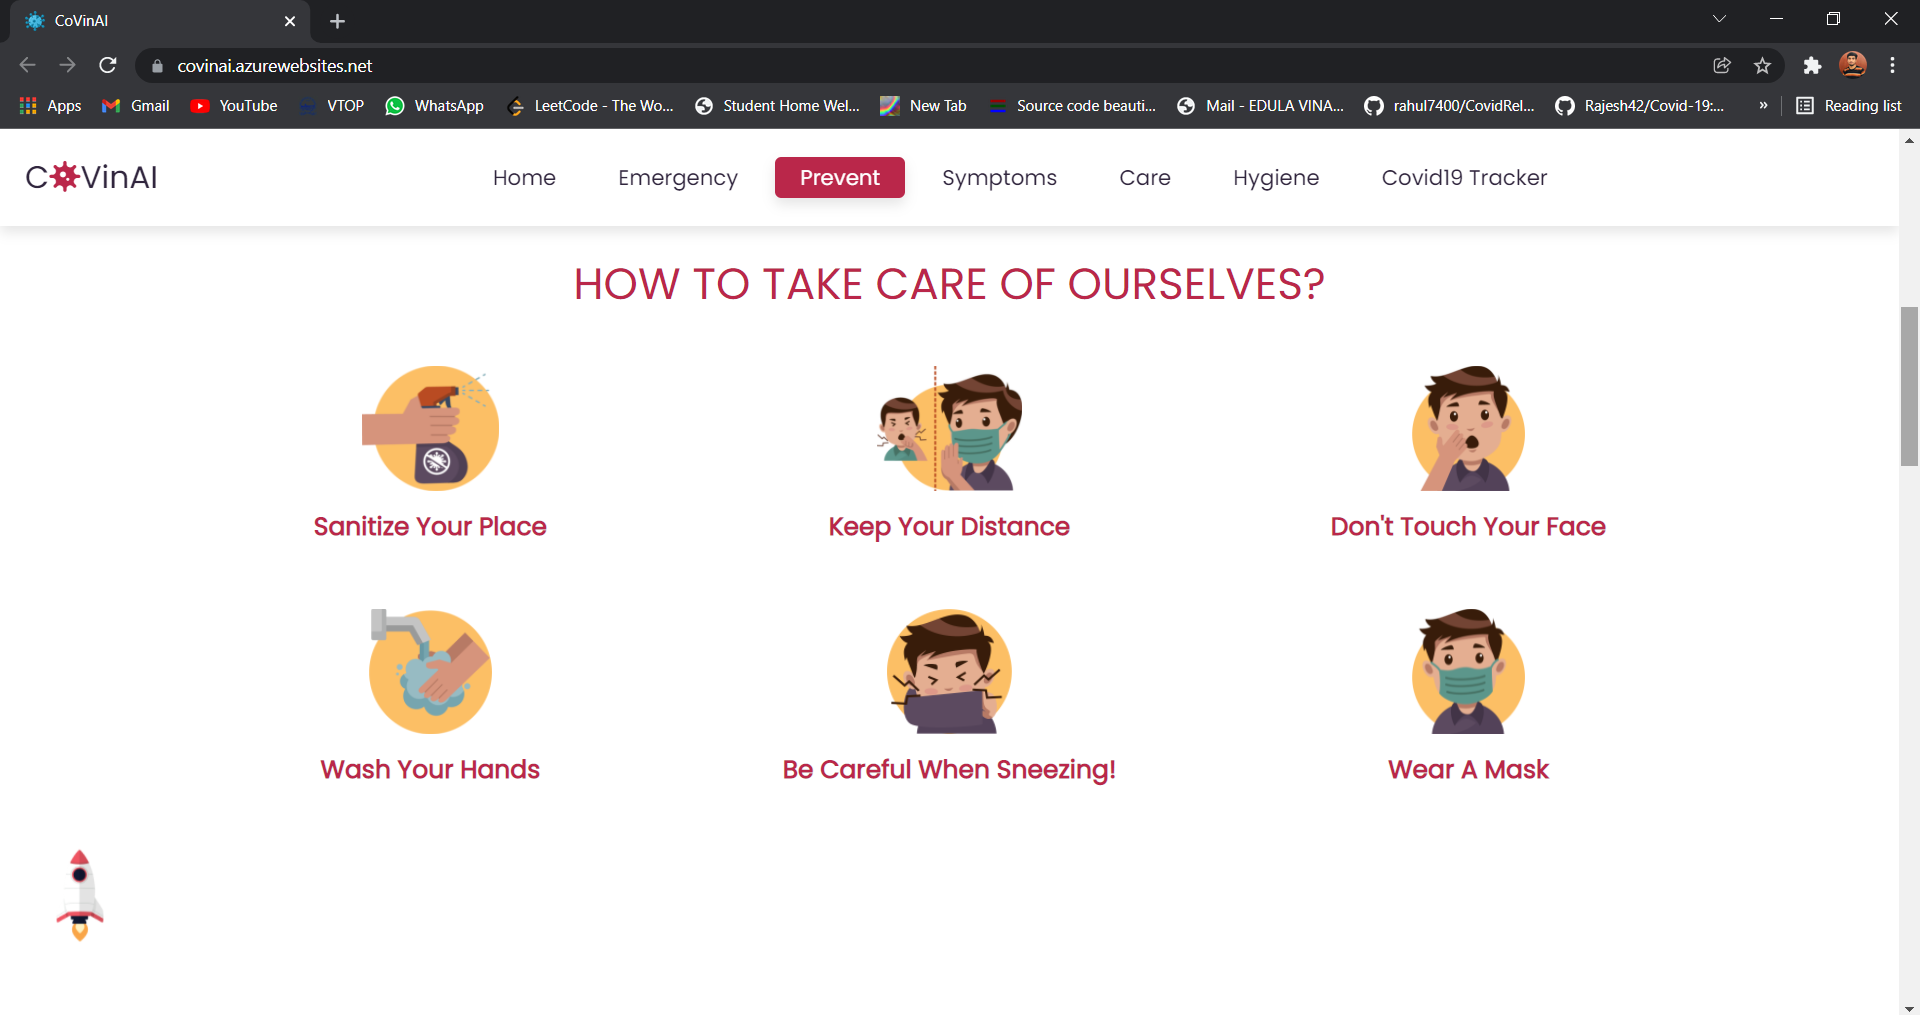 CoVinAI
covinai.azurewebsites.net
Apps Gmail YouTube VTOP WhatsApp LeetCode - The Wo... Student Home Wel... New Tab Source code beauti... Mail - EDULA VINA... rahul7400/CovidRel... Rajesh42/Covid-19:... » Reading list
CoVinAI Home Emergency Prevent Symptoms Care Hygiene Covid19 Tracker
HOW TO TAKE CARE OF OURSELVES?
Sanitize Your Place Keep Your Distance Don't Touch Your Face
Wash Your Hands Be Careful When Sneezing! Wear A Mask